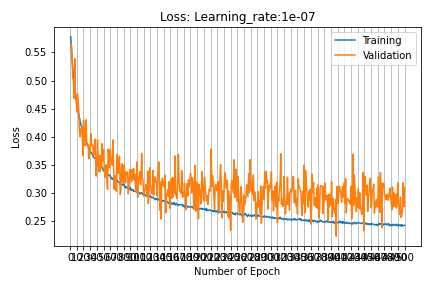 Loss: Learning_rate:1e-07
Training
Validation
0.55
0.50
0.45
0.40
0.35
0.30
0.25
Loss
Number of Epoch